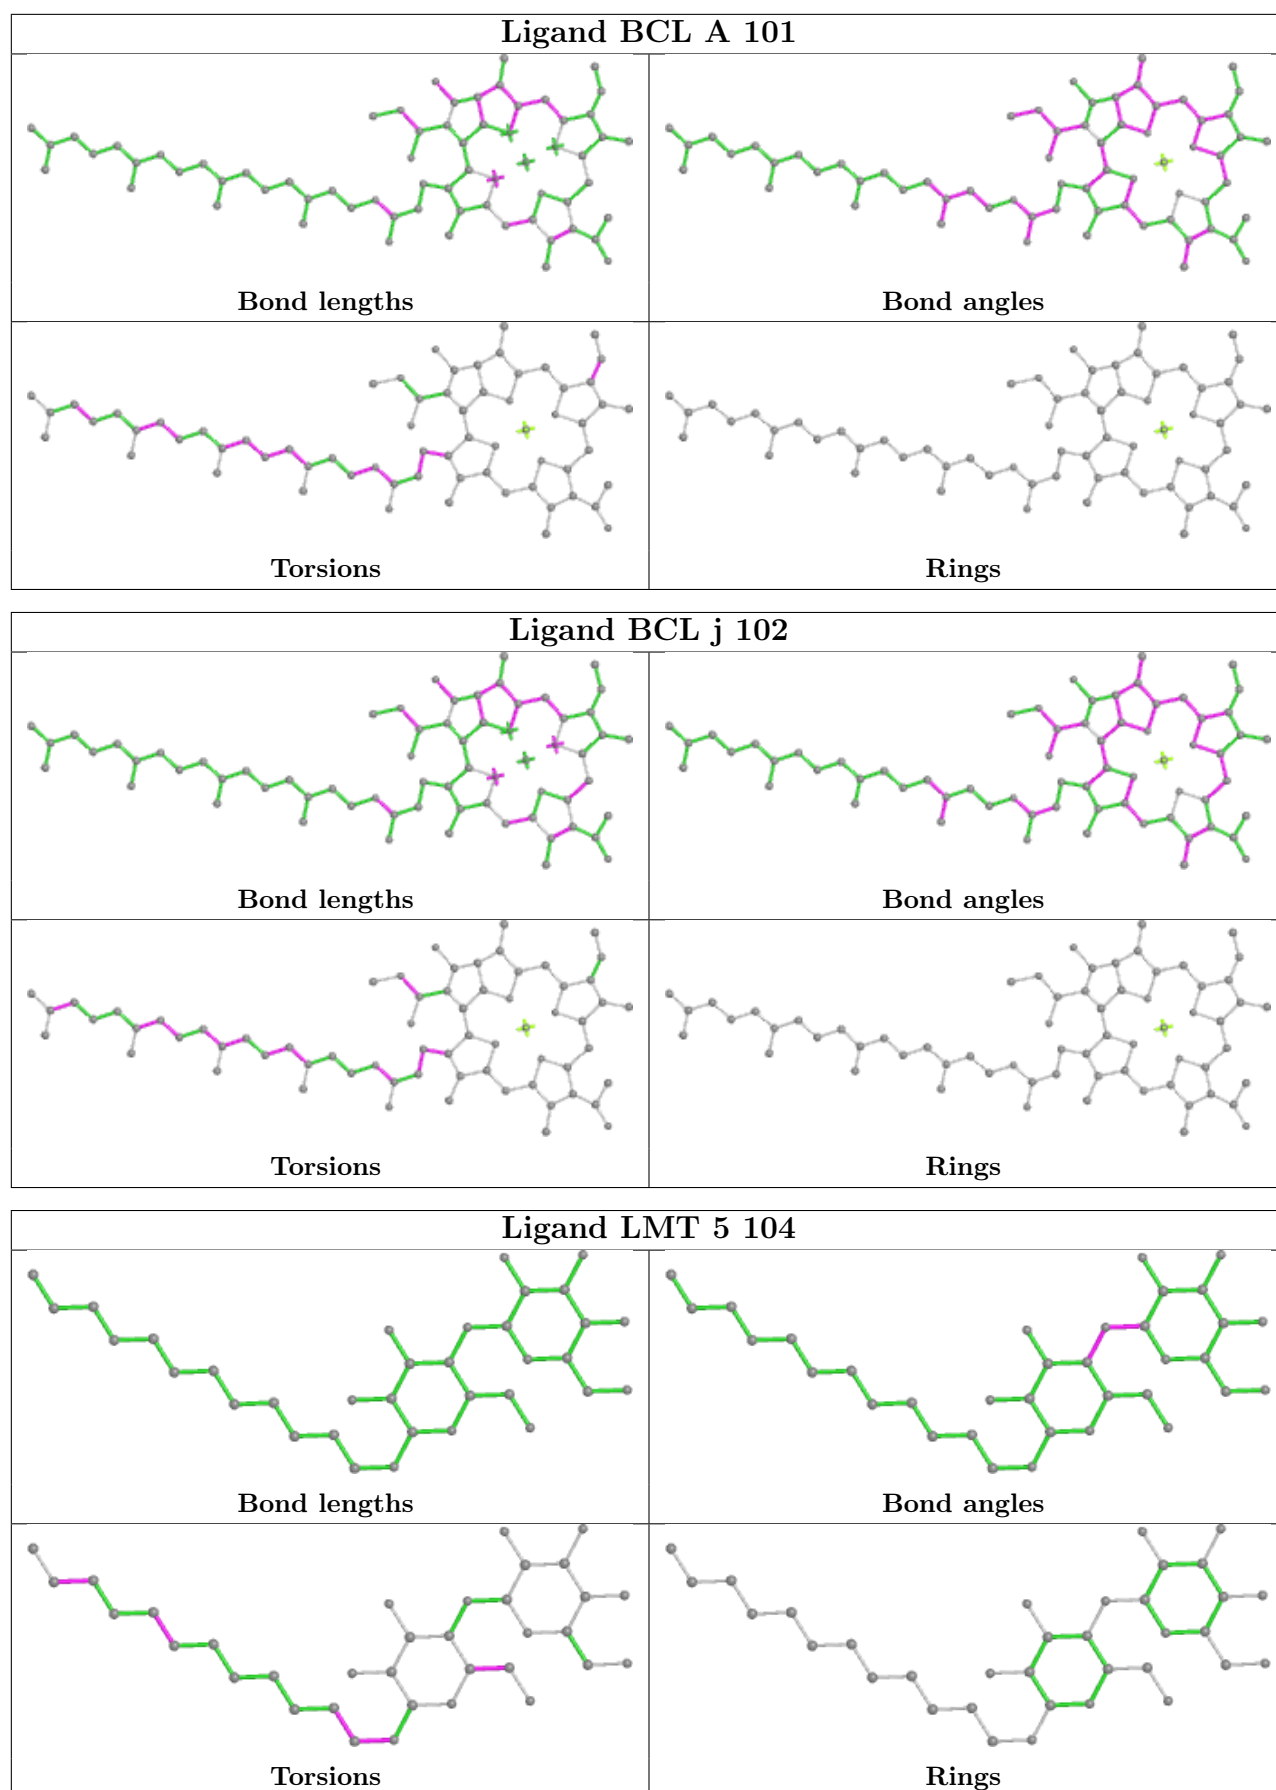 Ligand BCL A 101
Bond lengths
Bond angles
Torsions
Rings
Ligand BCL j 102
Bond lengths
Bond angles
Torsions
Rings
Ligand LMT 5 104
Bond lengths
Bond angles
Torsions
Rings